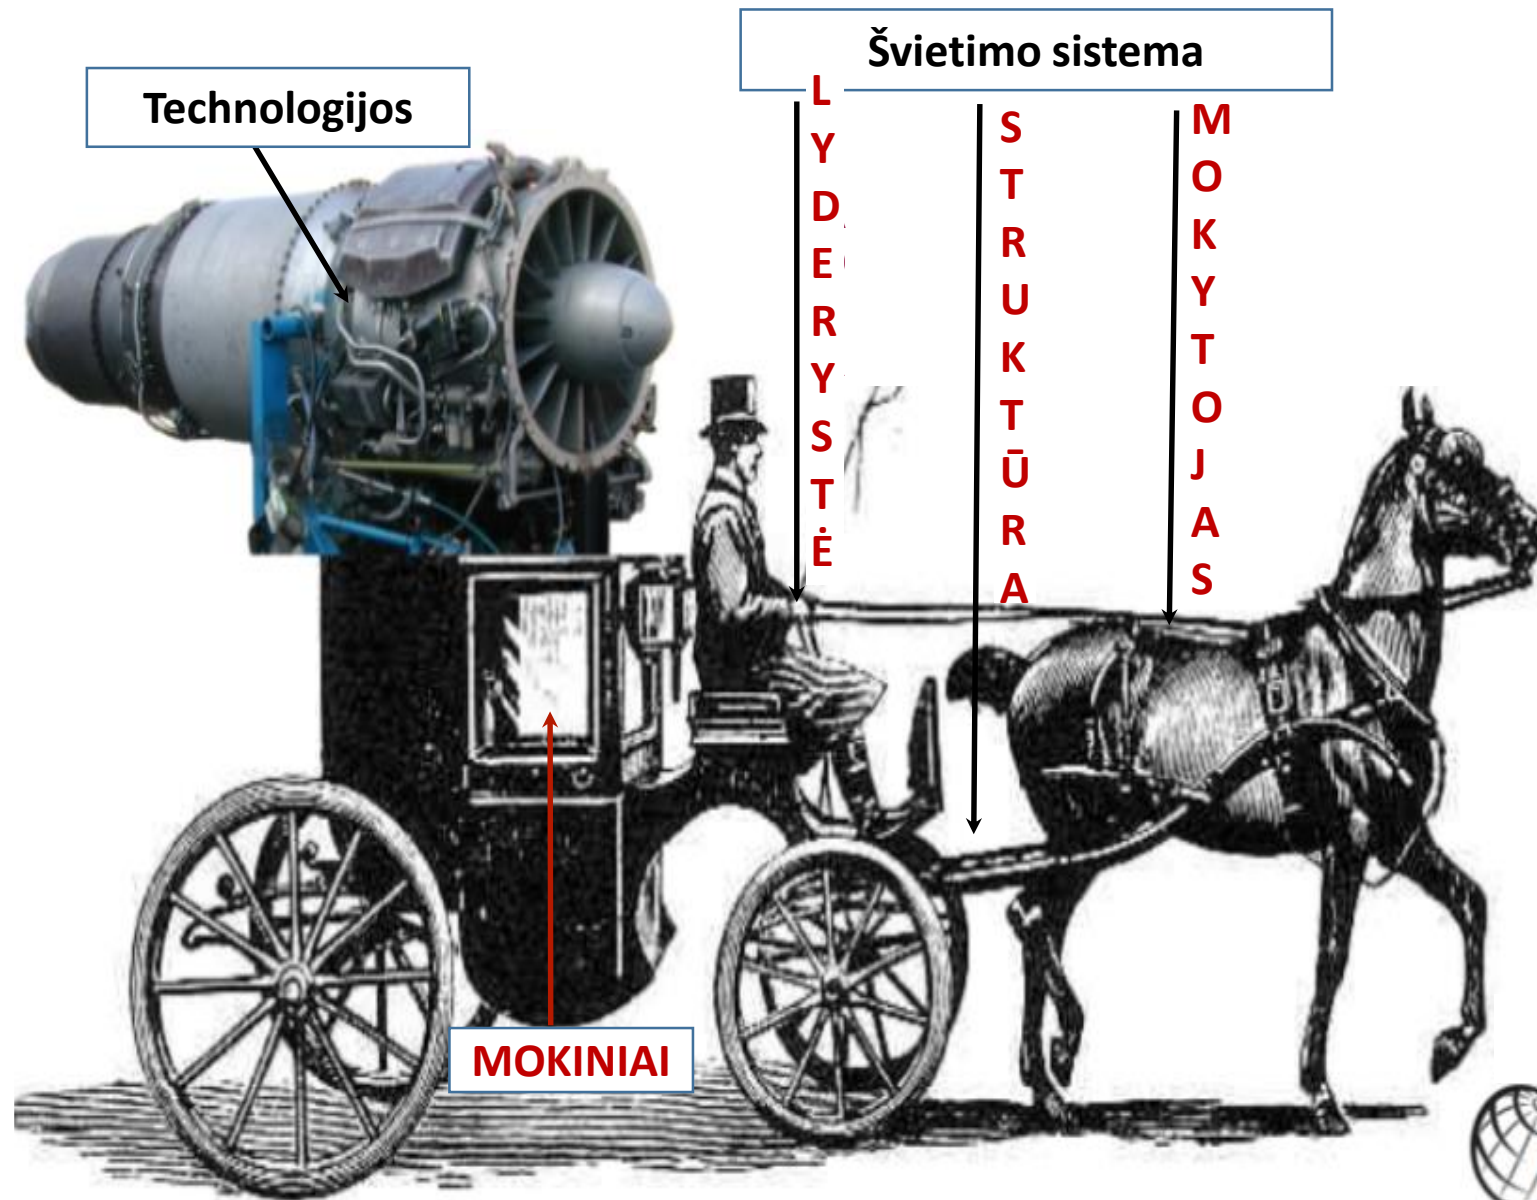 Švietimo sistema
Technologijos
LYDERYSTĖ
STRUKTŪRA
MOKYTOJAS
MOKINIAI